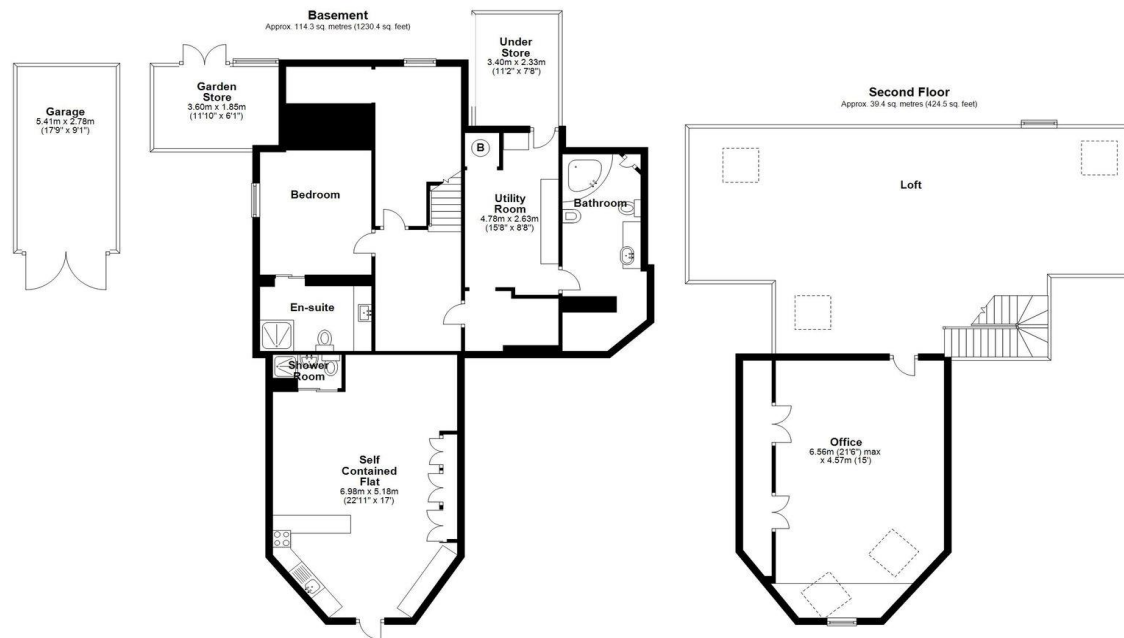 Basement
Approx. 114.3 sq. metres (1230.4 sq. feet)
Under
Store
3.40m x 2.33m
(11'2" x 7'8")
Garden
Store
3.60m x 1.85m
(11'10" x 6'1")
Garage
5.41m x 2.78m
(17'9" x 9'1")
B
Bedroom
Utility
Room
4.78m x 2.63m
(15'8" x 8'8")
Bathroom
En-suite
Shower
Room
Self
Contained
Flat
6.98m x 5.18m
(22'11" x 17')
Second Floor
Approx. 39.4 sq. metres (424.5 sq. feet)
Loft
Office
6.56m (21'6") max
x 4.57m (15')